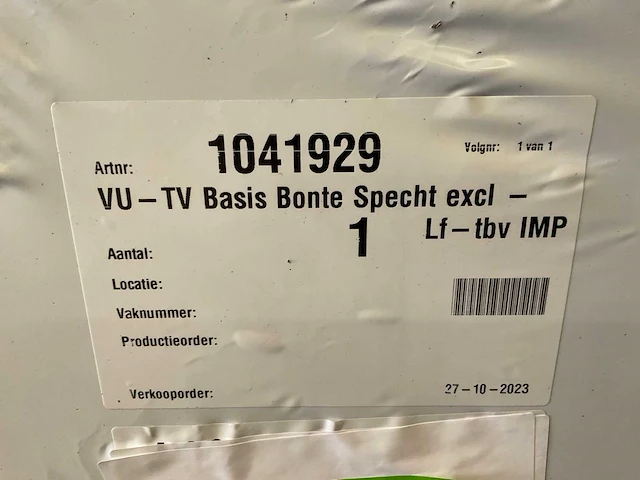 Artnr: 1041929 Volgnr: 1 van 1
VU-TV Basis Bonte Specht excl -
Lf-tbv IMP
Aantal: 1
Locatie:
Vaknummer:
Productieorder:
Verkooporder: 27-10-2023